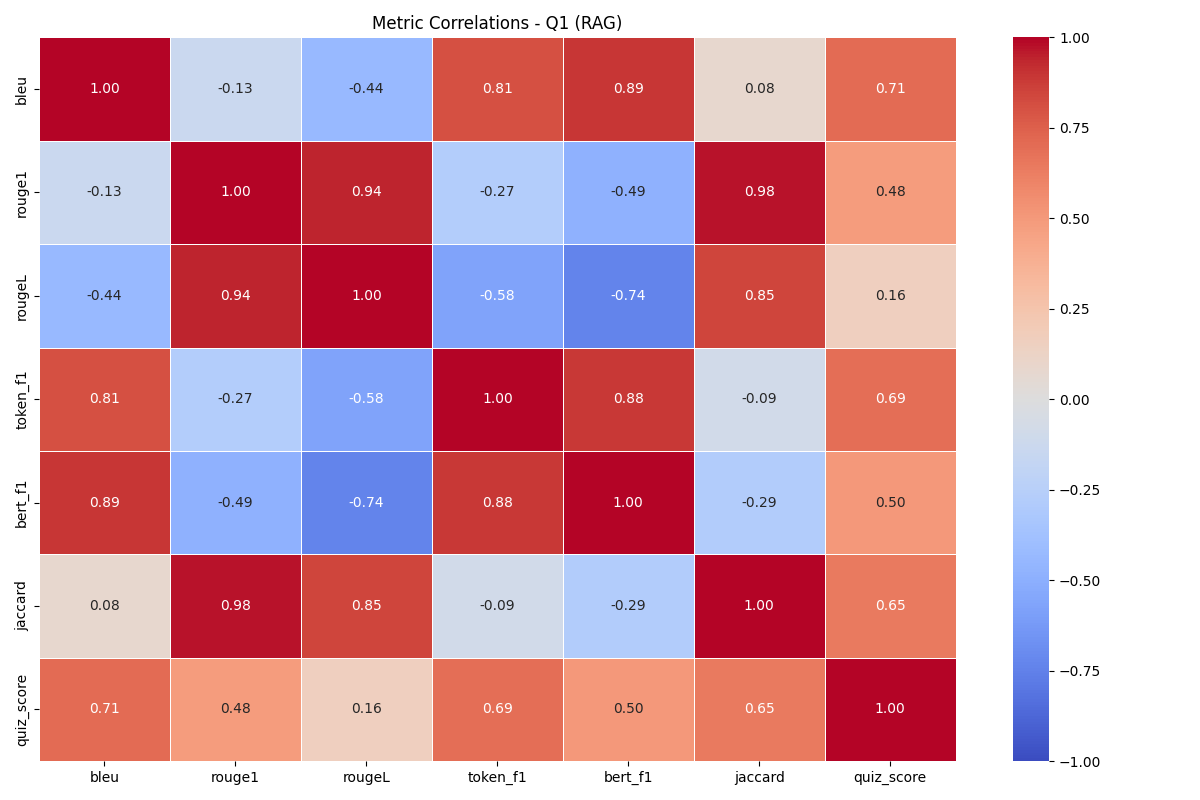 Metric Correlations - Q1 (RAG)
bleu 1.00 -0.13 -0.44 0.81 0.89 0.08 0.71
rouge1 -0.13 1.00 0.94 -0.27 -0.49 0.98 0.48
rougeL -0.44 0.94 1.00 -0.58 -0.74 0.85 0.16
token_f1 0.81 -0.27 -0.58 1.00 0.88 -0.09 0.69
bert_f1 0.89 -0.49 -0.74 0.88 1.00 -0.29 0.50
jaccard 0.08 0.98 0.85 -0.09 -0.29 1.00 0.65
quiz_score 0.71 0.48 0.16 0.69 0.50 0.65 1.00
bleu rouge1 rougeL token_f1 bert_f1 jaccard quiz_score
1.00
0.75
0.50
0.25
0.00
−0.25
−0.50
−0.75
−1.00